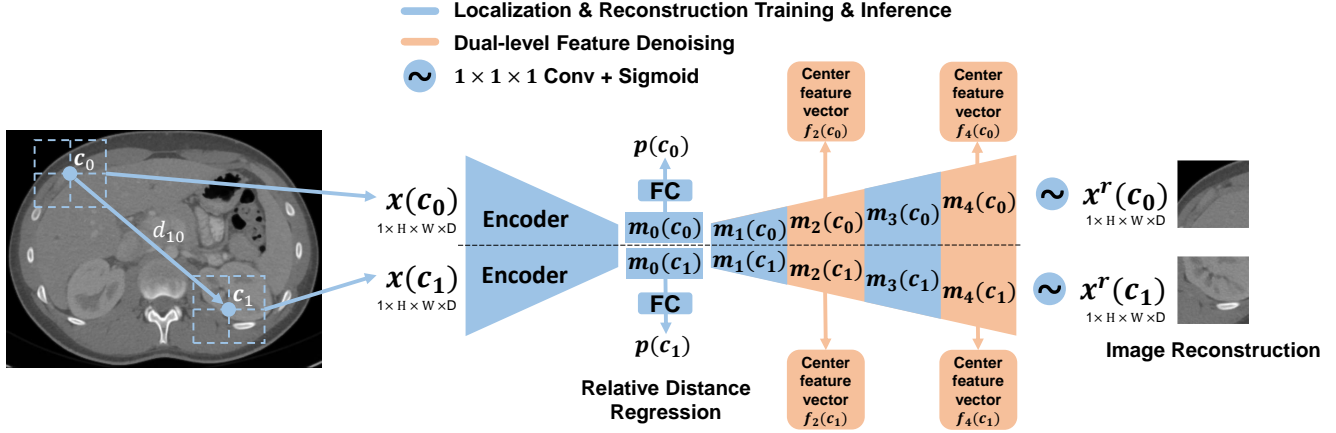 Localization & Reconstruction Training & Inference
Dual-level Feature Denoising
~ 1 × 1 × 1 Conv + Sigmoid
Center feature vector f₂(c₀)
Center feature vector f₄(c₀)
c₀
d₁₀
c₁
x(c₀)
1× H × W ×D
x(c₁)
1× H × W ×D
Encoder
Encoder
p(c₀)
FC
m₀(c₀)
m₀(c₁)
FC
p(c₁)
Relative Distance
Regression
m₁(c₀)
m₂(c₀)
m₃(c₀)
m₄(c₀)
m₁(c₁)
m₂(c₁)
m₃(c₁)
m₄(c₁)
~ xʳ(c₀)
1× H × W ×D
~ xʳ(c₁)
1× H × W ×D
Image Reconstruction
Center feature vector f₂(c₁)
Center feature vector f₄(c₁)